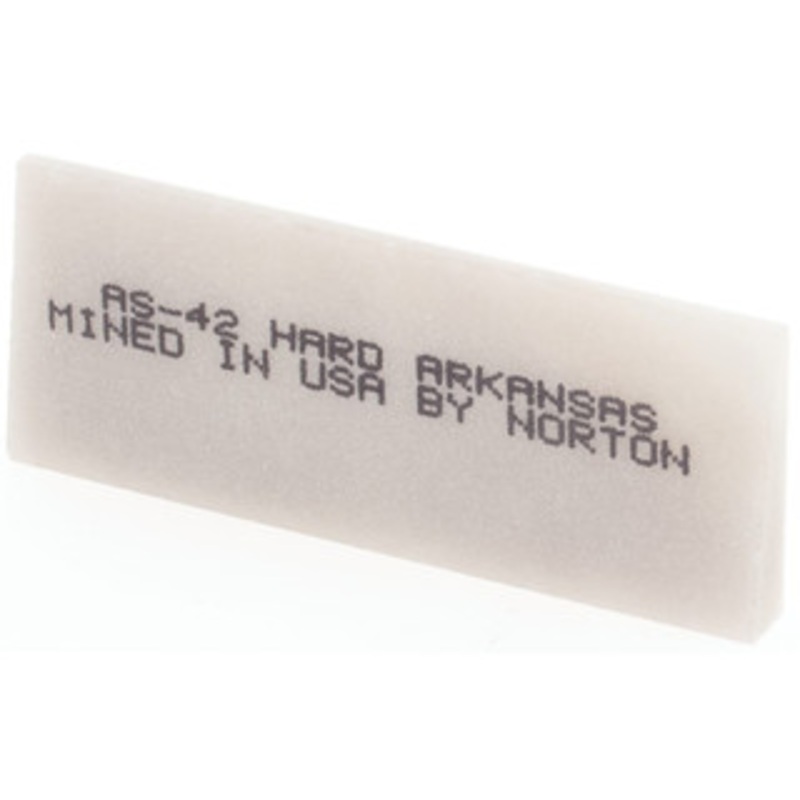 AS-42 HARD ARKANSAS
MINED IN USA BY NORTON